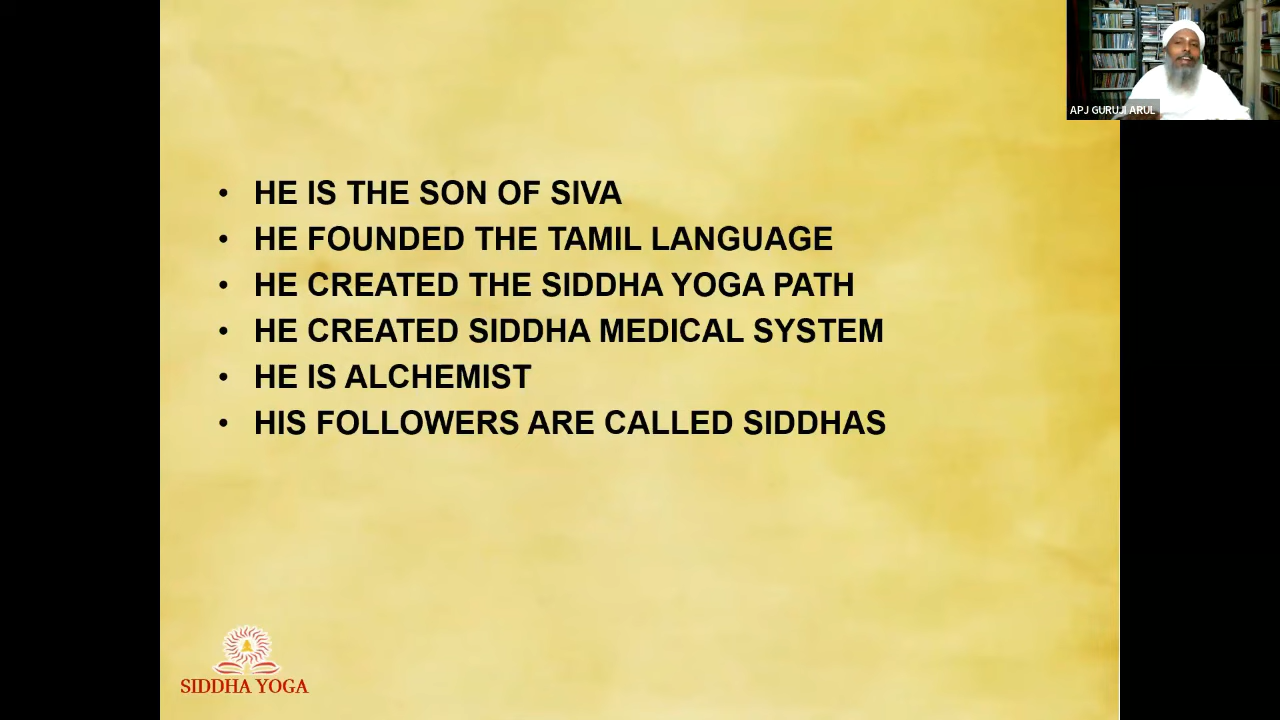 APJ GURUJI ARUL
• HE IS THE SON OF SIVA
• HE FOUNDED THE TAMIL LANGUAGE
• HE CREATED THE SIDDHA YOGA PATH
• HE CREATED SIDDHA MEDICAL SYSTEM
• HE IS ALCHEMIST
• HIS FOLLOWERS ARE CALLED SIDDHAS
SIDDHA YOGA